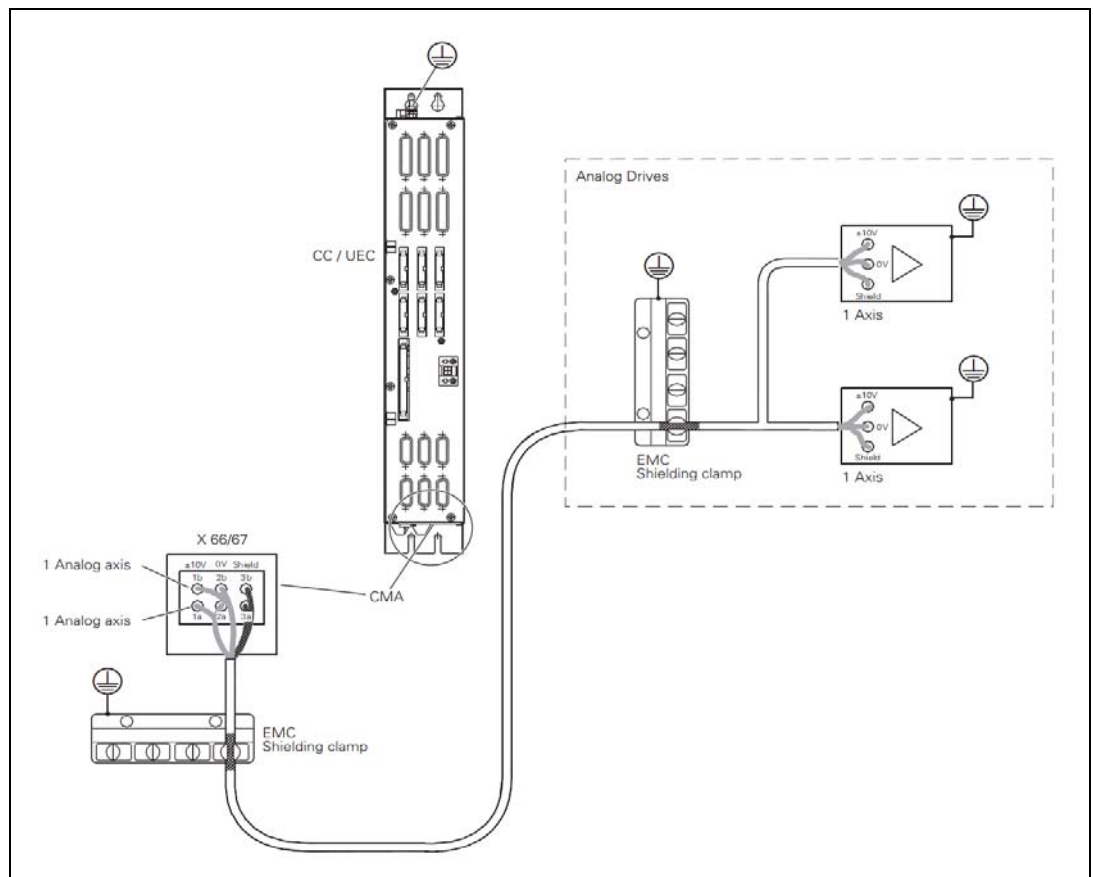 Analog Drives
±10V
0V
Shield
1 Axis
CC / UEC
±10V
0V
Shield
1 Axis
EMC
Shielding clamp
X 66/67
±10V 0V Shield
1b 2b 3b
1a 2a 3a
1 Analog axis
1 Analog axis
CMA
EMC
Shielding clamp